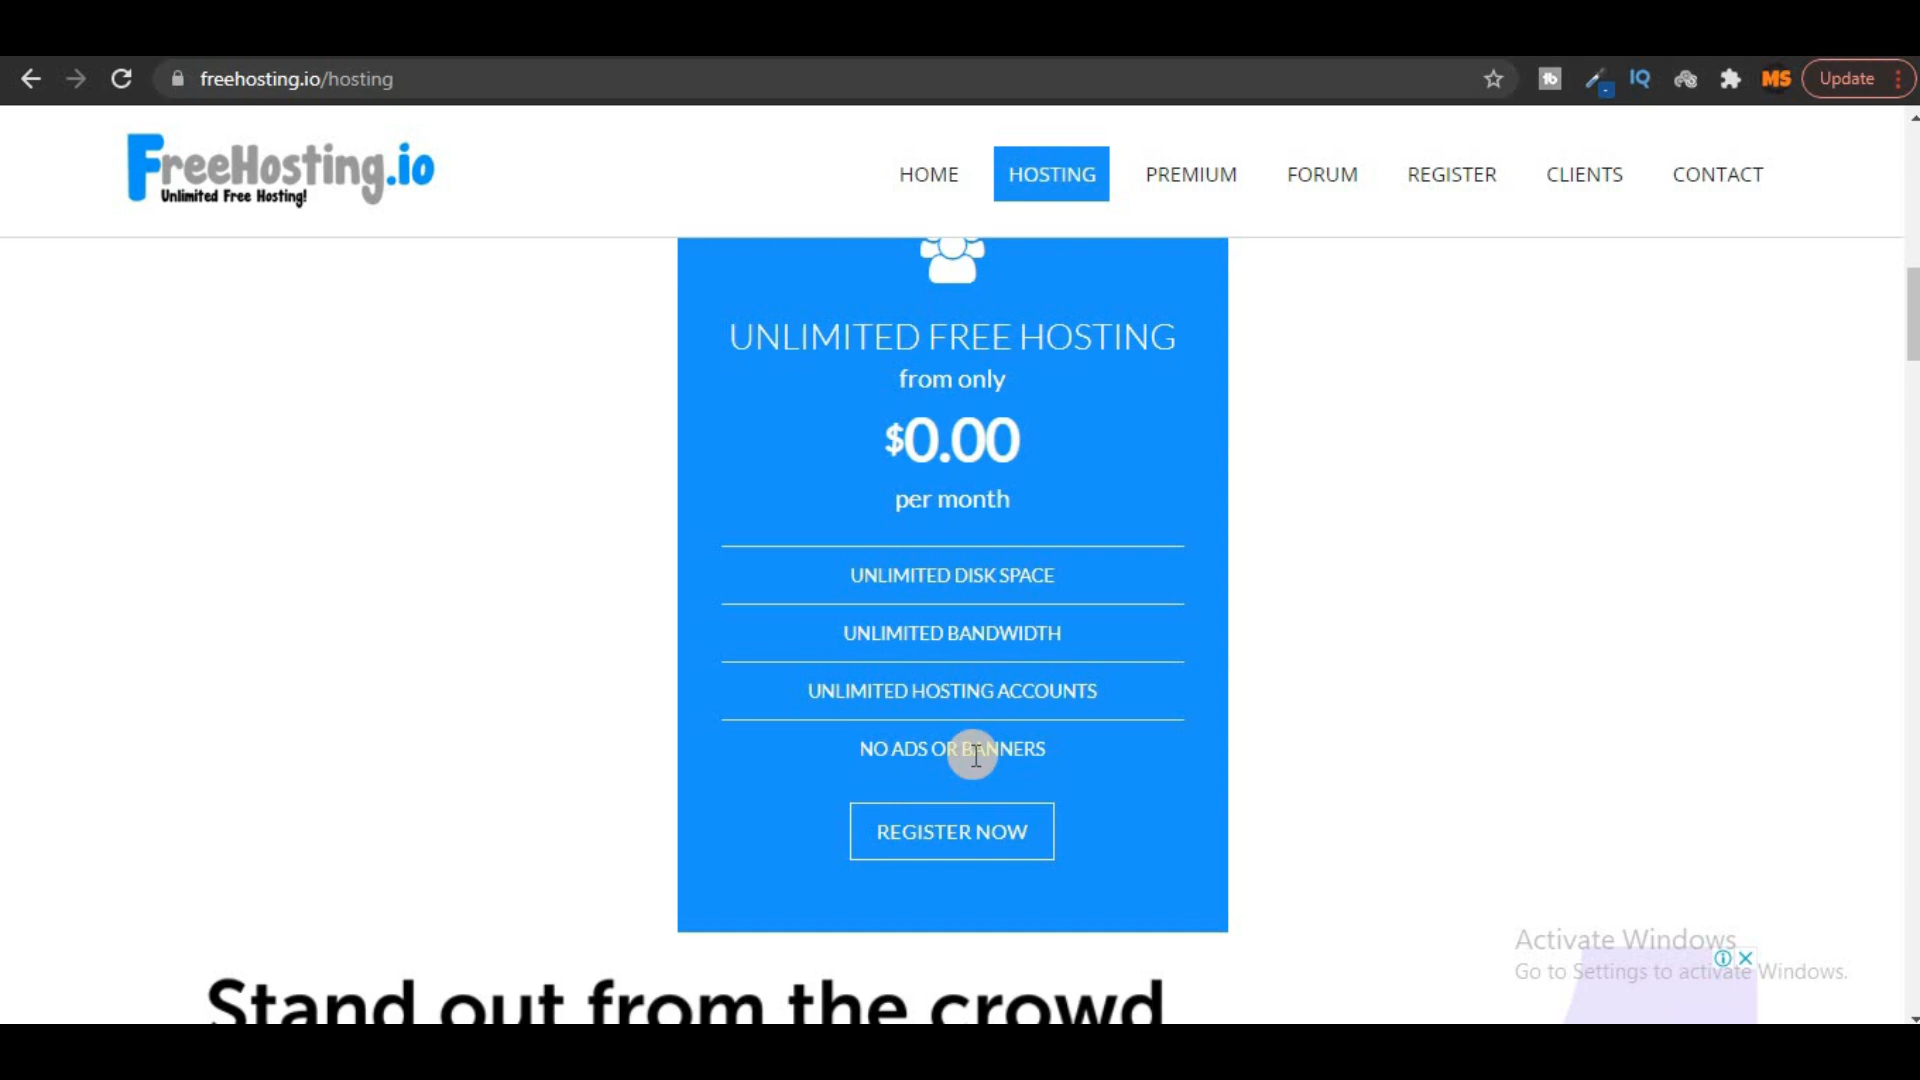 freehosting.io/hosting
IQ
MS
Update
FreeHosting.io
Unlimited Free Hosting!
HOME
HOSTING
PREMIUM
FORUM
REGISTER
CLIENTS
CONTACT
UNLIMITED FREE HOSTING
from only
$0.00
per month
UNLIMITED DISK SPACE
UNLIMITED BANDWIDTH
UNLIMITED HOSTING ACCOUNTS
NO ADS OR BANNERS
REGISTER NOW
Stand out from the crowd
Activate Windows
Go to Settings to activate Windows.